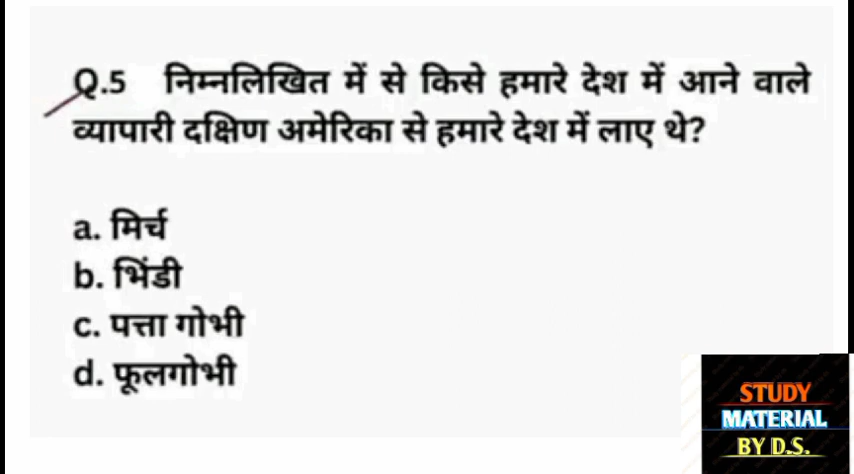 Q.5 निम्नलिखित में से किसे हमारे देश में आने वाले
व्यापारी दक्षिण अमेरिका से हमारे देश में लाए थे?
a. मिर्च
b. भिंडी
c. पत्ता गोभी
d. फूलगोभी
STUDY
MATERIAL
BY D.S.